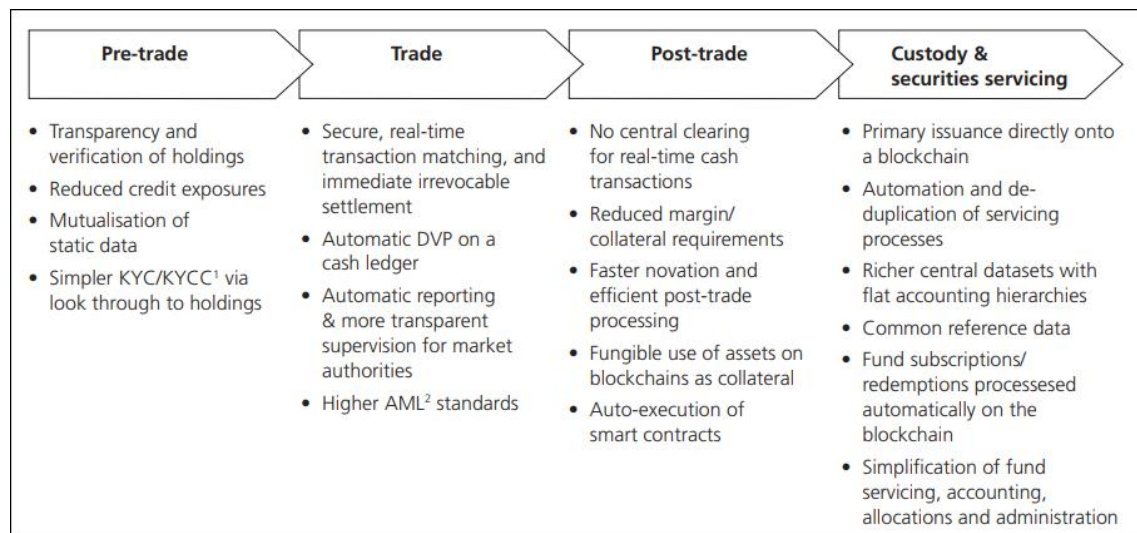 Pre-trade
Trade
Post-trade
Custody &
securities servicing
• Transparency and
verification of holdings
• Reduced credit exposures
• Mutualisation of
static data
• Simpler KYC/KYCC¹ via
look through to holdings
• Secure, real-time
transaction matching, and
immediate irrevocable
settlement
• Automatic DVP on a
cash ledger
• Automatic reporting
& more transparent
supervision for market
authorities
• Higher AML² standards
• No central clearing
for real-time cash
transactions
• Reduced margin/
collateral requirements
• Faster novation and
efficient post-trade
processing
• Fungible use of assets on
blockchains as collateral
• Auto-execution of
smart contracts
• Primary issuance directly onto
a blockchain
• Automation and de-
duplication of servicing
processes
• Richer central datasets with
flat accounting hierarchies
• Common reference data
• Fund subscriptions/
redemptions processesed
automatically on the
blockchain
• Simplification of fund
servicing, accounting,
allocations and administration